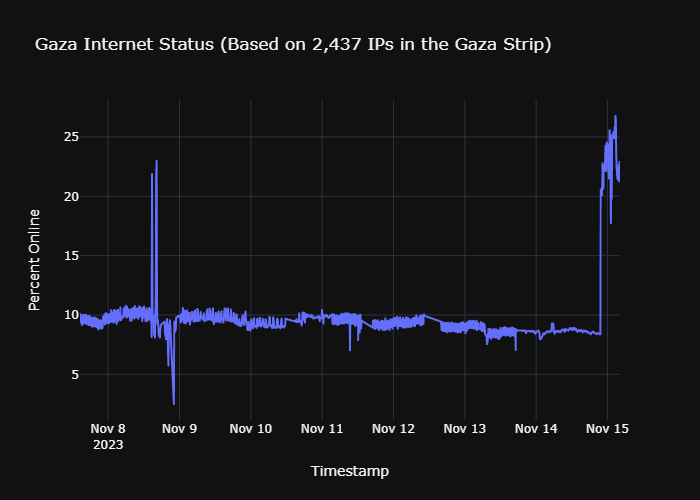 Gaza Internet Status (Based on 2,437 IPs in the Gaza Strip)
Percent Online
25
20
15
10
5
Nov 8 Nov 9 Nov 10 Nov 11 Nov 12 Nov 13 Nov 14 Nov 15
2023
Timestamp